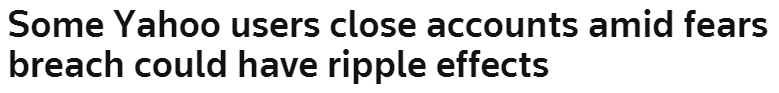 Some Yahoo users close accounts amid fears
breach could have ripple effects